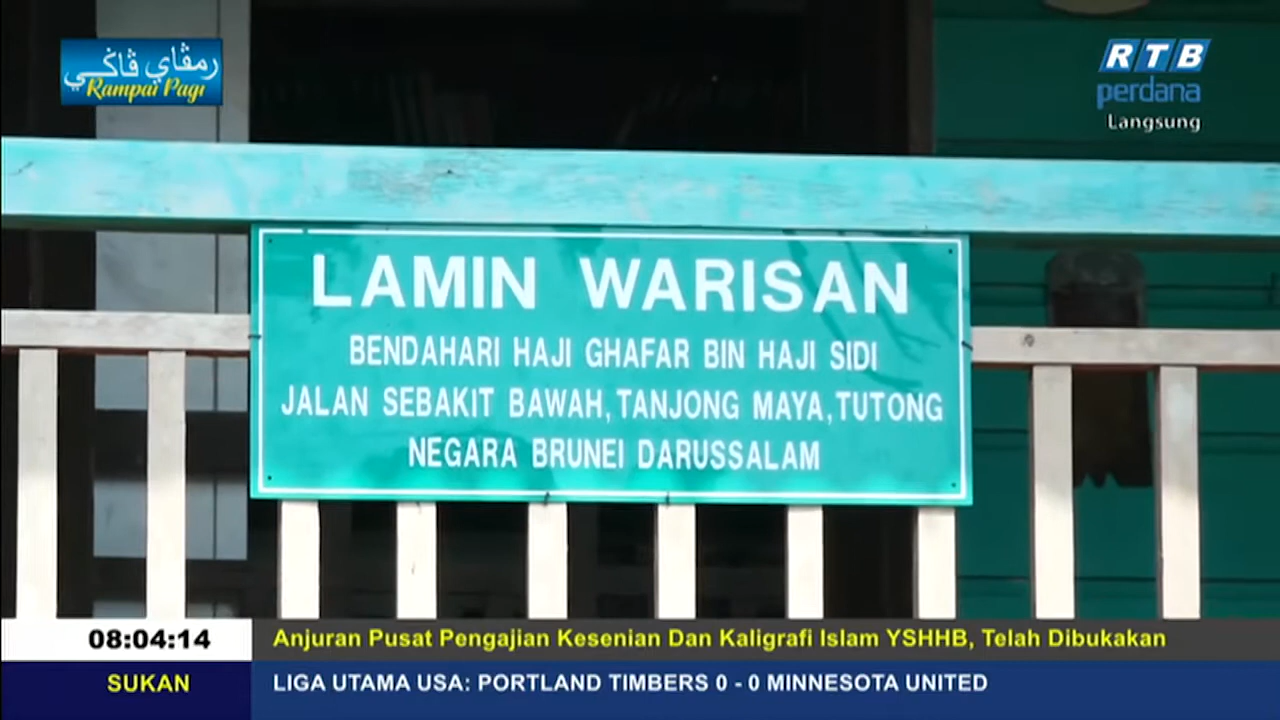 رمڤاي ڤاݢي
Rampai Pagi
RTB
perdana
Langsung
LAMIN WARISAN
BENDAHARI HAJI GHAFAR BIN HAJI SIDI
JALAN SEBAKIT BAWAH, TANJONG MAYA, TUTONG
NEGARA BRUNEI DARUSSALAM
08:04:14
Anjuran Pusat Pengajian Kesenian Dan Kaligrafi Islam YSHHB, Telah Dibukakan
SUKAN
LIGA UTAMA USA: PORTLAND TIMBERS 0 - 0 MINNESOTA UNITED